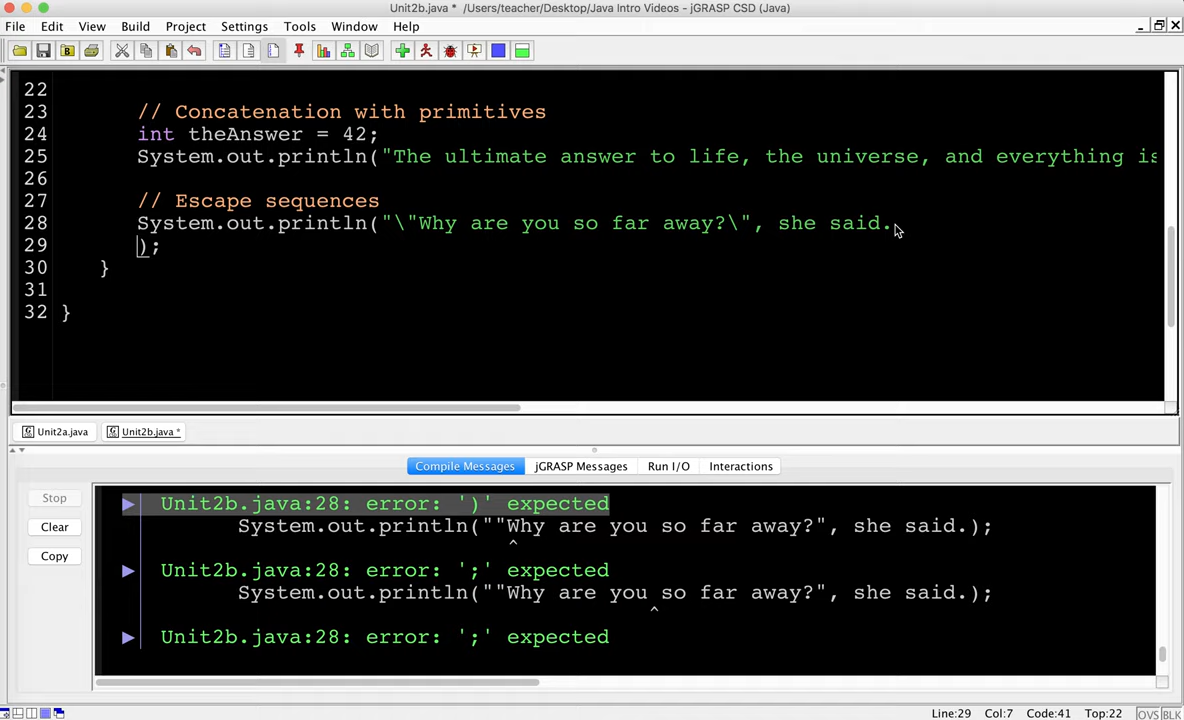 Unit2b.java * /Users/teacher/Desktop/Java Intro Videos - jGRASP CSD (Java)
File Edit View Build Project Settings Tools Window Help
22
23 // Concatenation with primitives
24 int theAnswer = 42;
25 System.out.println("The ultimate answer to life, the universe, and everything is
26
27 // Escape sequences
28 System.out.println("\"Why are you so far away?\", she said.
29 );
30 }
31
32 }
Unit2a.java Unit2b.java *
Compile Messages jGRASP Messages Run I/O Interactions
Stop
Clear
Copy
Unit2b.java:28: error: ')' expected
System.out.println(""Why are you so far away?", she said.);
^
Unit2b.java:28: error: ';' expected
System.out.println(""Why are you so far away?", she said.);
^
Unit2b.java:28: error: ';' expected
Line:29 Col:7 Code:41 Top:22 OVS BLK